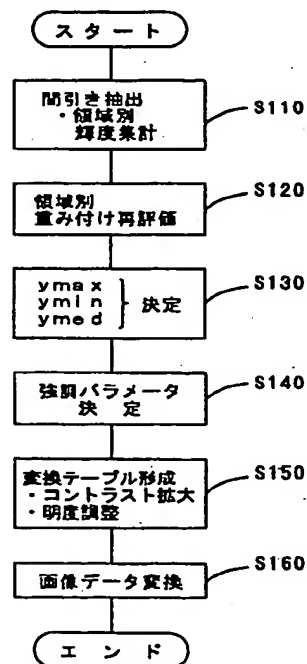 スタート
間引き抽出
・領域別
輝度集計
S110
領域別
重み付け再評価
S120
ymax
ymin
ymed
決定
S130
強調パラメータ
決定
S140
変換テーブル形成
・コントラスト拡大
・明度調整
S150
画像データ変換
S160
エンド